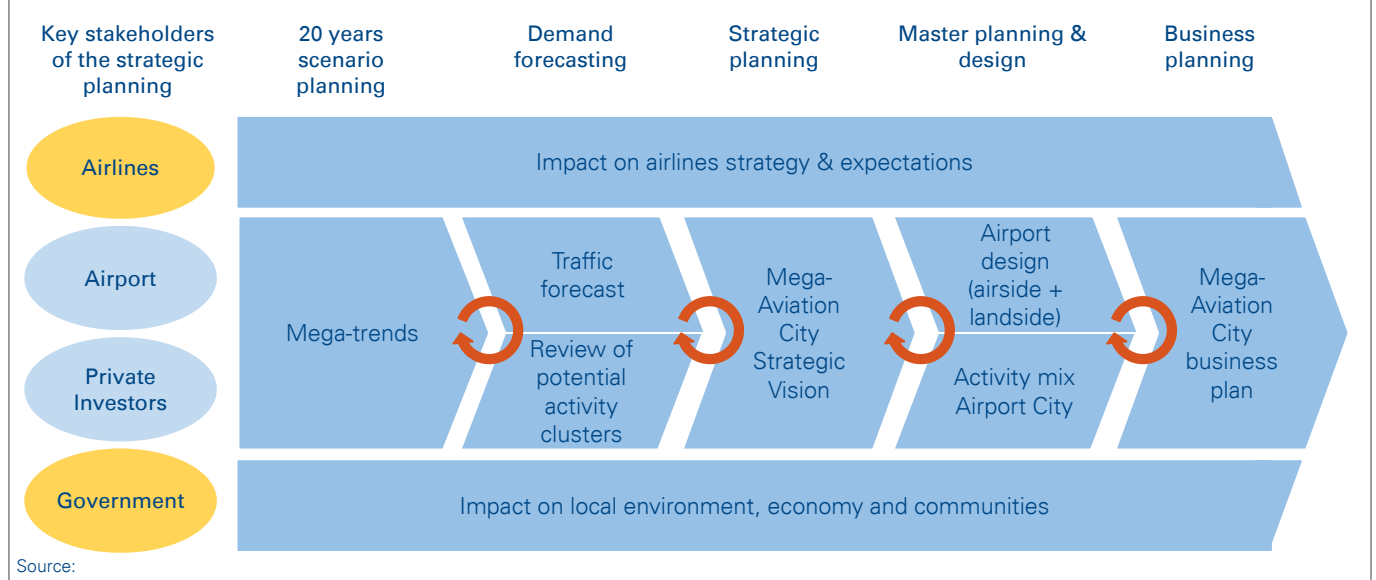 Key stakeholders
of the strategic
planning
20 years
scenario
planning
Demand
forecasting
Strategic
planning
Master planning &
design
Business
planning
Airlines
Impact on airlines strategy & expectations
Airport
Private
Investors
Mega-trends
Traffic
forecast
Review of
potential
activity
clusters
Mega-
Aviation
City
Strategic
Vision
Airport
design
(airside +
landside)
Activity mix
Airport City
Mega-
Aviation
City
business
plan
Government
Impact on local environment, economy and communities
Source: